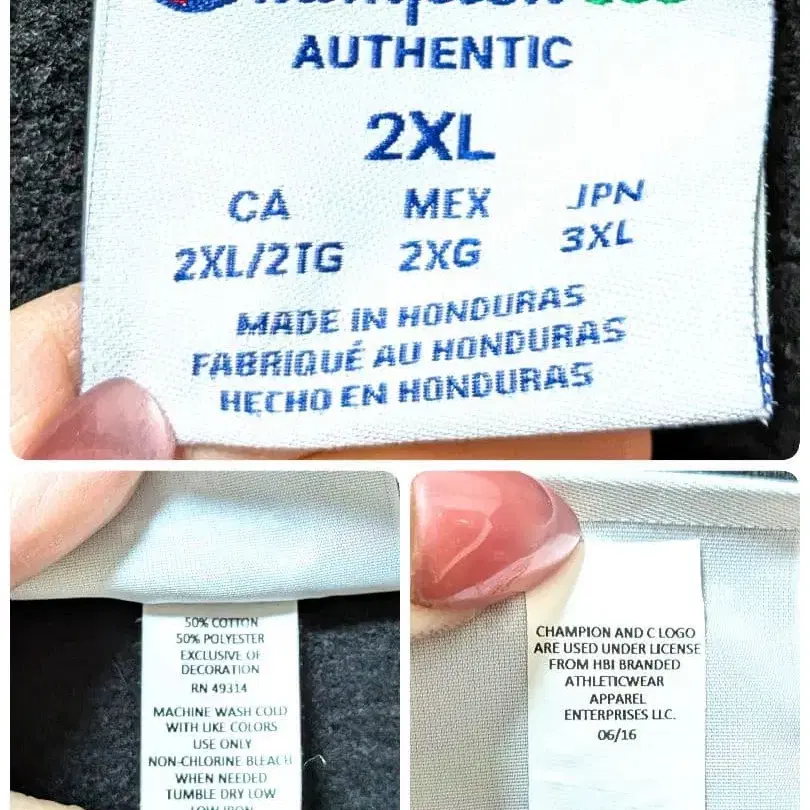 Champion
AUTHENTIC
2XL
CA MEX JPN
2XL/2TG 2XG 3XL
MADE IN HONDURAS
FABRIQUÉ AU HONDURAS
HECHO EN HONDURAS
50% COTTON
50% POLYESTER
EXCLUSIVE OF
DECORATION
RN 49314
MACHINE WASH COLD
WITH LIKE COLORS
USE ONLY
NON-CHLORINE BLEACH
WHEN NEEDED
TUMBLE DRY LOW
LOW IRON
CHAMPION AND C LOGO
ARE USED UNDER LICENSE
FROM HBI BRANDED
ATHLETICWEAR
APPAREL
ENTERPRISES LLC.
06/16